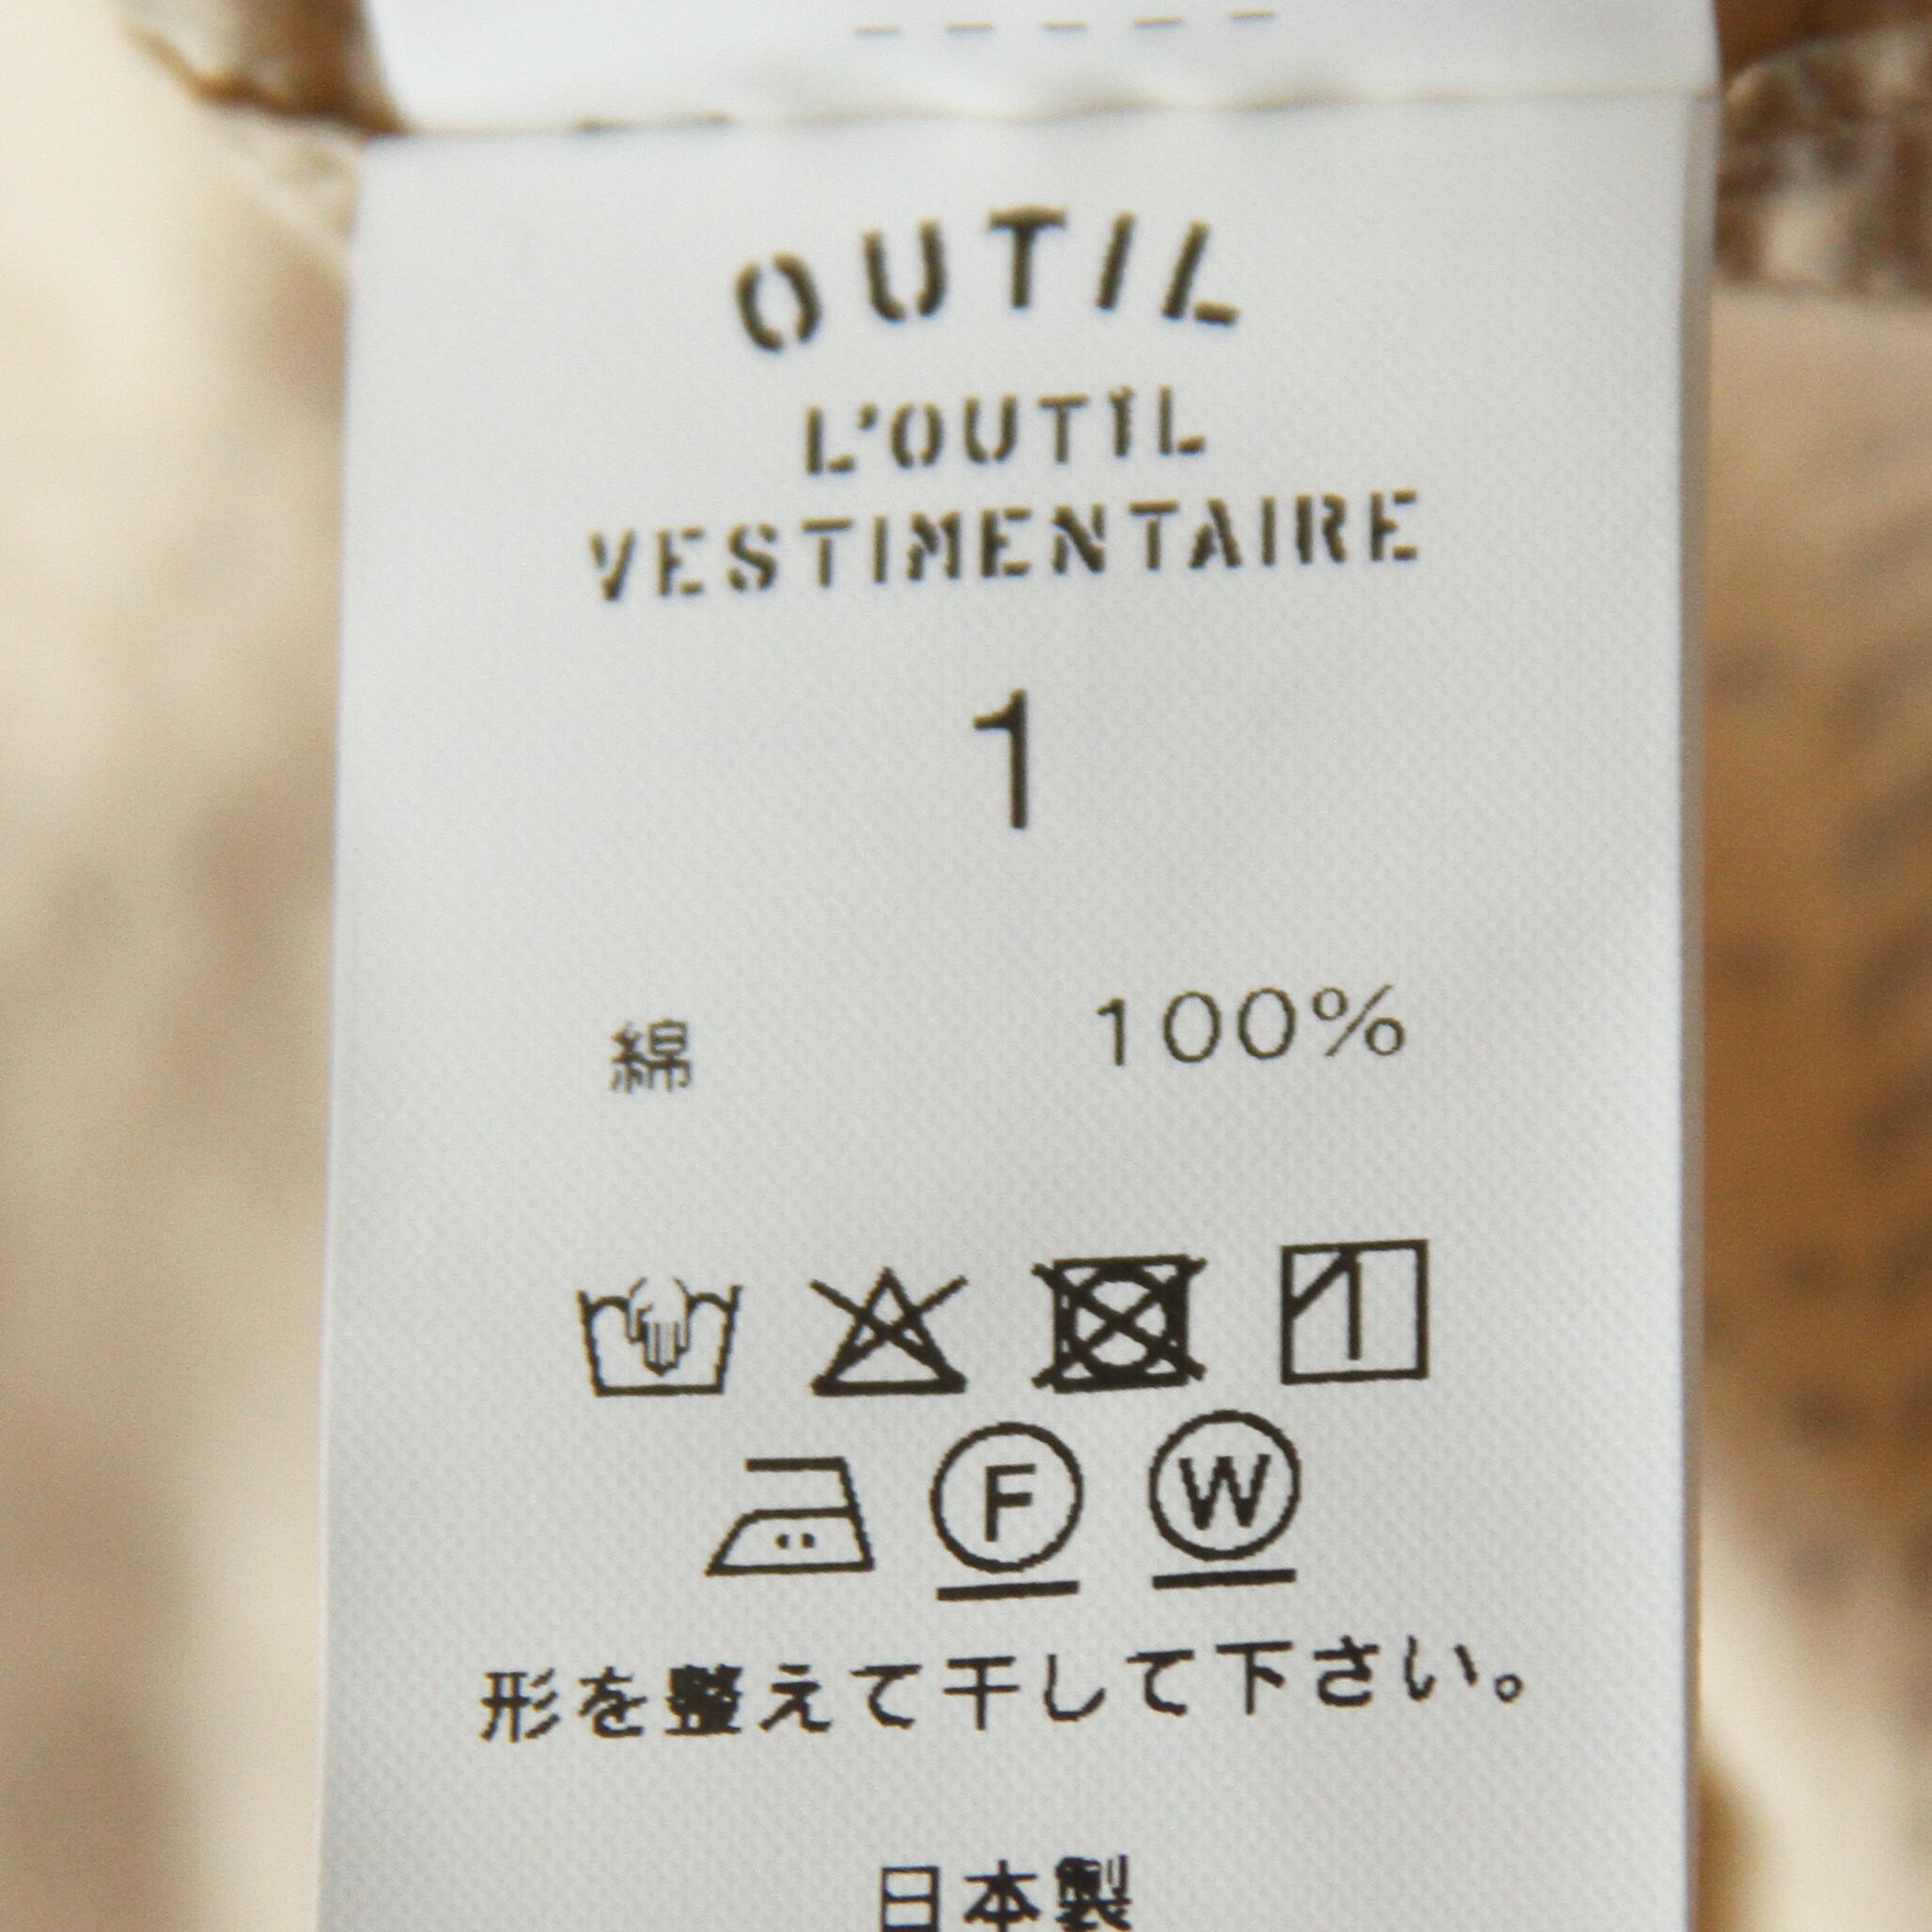 OUTIL
L'OUTIL
VESTIMENTAIRE
1
綿 100%
F W
形を整えて干して下さい。
日本製